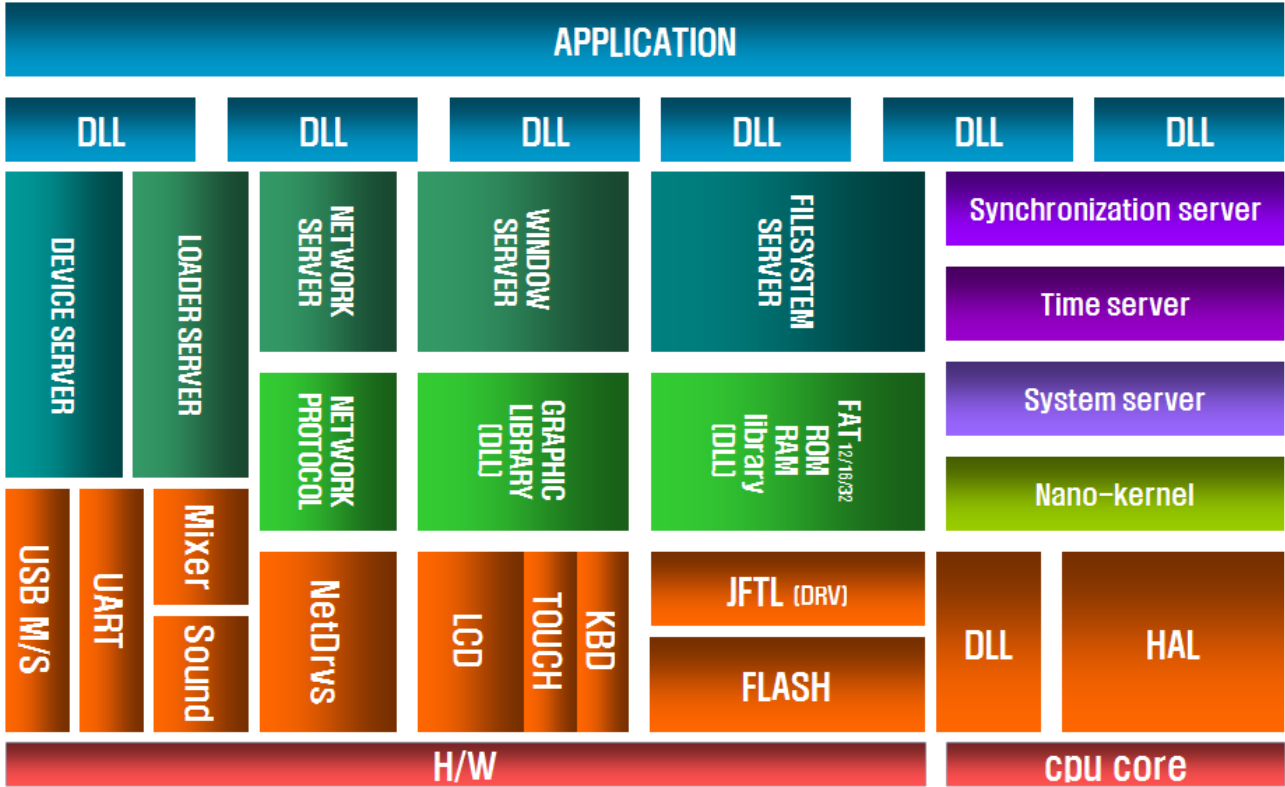 APPLICATION
DLL
DLL
DLL
DLL
DLL
DLL
DEVICE SERVER
LOADER SERVER
NETWORK
SERVER
WINDOW
SERVER
FILESYSTEM
SERVER
Synchronization server
Time server
System server
Nano-kernel
NETWORK
PROTOCOL
GRAPHIC
LIBRARY
(DLL)
FAT 12/16/32
ROM
RAM
library
(DLL)
USB M/S
UART
Mixer
Sound
NetDrvs
LCD
TOUCH
KBD
JFTL (DRV)
FLASH
DLL
HAL
H/W
cpu core